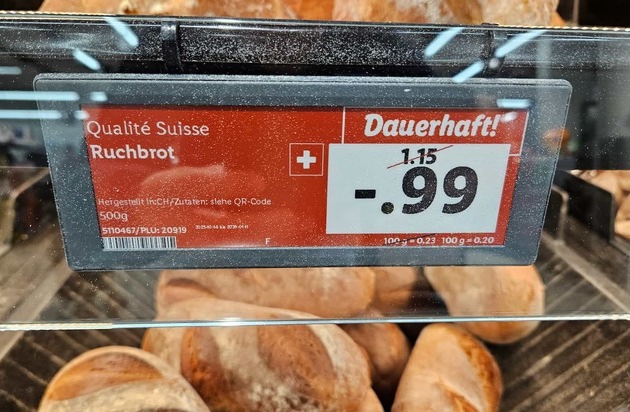 Qualité Suisse
Ruchbrot
Dauerhaft!
1.15
-.99
Hergestellt in:CH/Zutaten: siehe QR-Code
500g
5110467/PLU: 20919
F
100 g = 0.23 100 g = 0.20